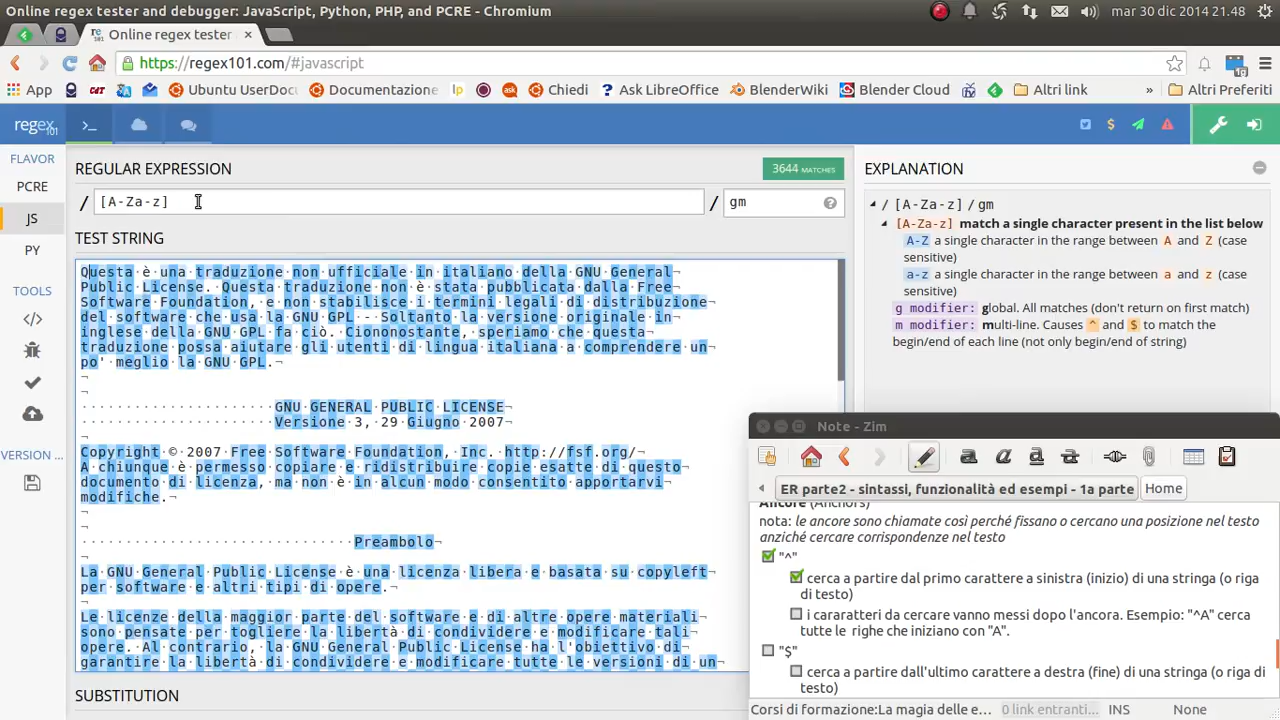 Online regex tester and debugger: JavaScript, Python, PHP, and PCRE - Chromium
mar 30 dic 2014 21.48
Online regex tester
https://regex101.com/#javascript
App
Ubuntu UserDocu
Documentazione
lp
ask
Chiedi
Ask LibreOffice
BlenderWiki
Blender Cloud
Altri link
»
Altri Preferiti
regex
101
FLAVOR
PCRE
JS
PY
TOOLS
VERSION ...
REGULAR EXPRESSION
3644 MATCHES
/ [A-Za-z] / gm
TEST STRING
Questa·è·una·traduzione·non·ufficiale·in·italiano·della·GNU·General¬
Public·License.·Questa·traduzione·non·è·stata·pubblicata·dalla·Free·
Software·Foundation,·e·non·stabilisce·i·termini·legali·di·distribuzione¬
del·software·che·usa·la·GNU·GPL·--·Soltanto·la·versione·originale·in¬
inglese·della·GNU·GPL·fa·ciò.·Ciononostante,·speriamo·che·questa¬
traduzione·possa·aiutare·gli·utenti·di·lingua·italiana·a·comprendere·un¬
po'·meglio·la·GNU·GPL.¬
¬
¬
······················GNU·GENERAL·PUBLIC·LICENSE¬
······················Versione·3,·29·Giugno·2007¬
¬
Copyright·©·2007·Free·Software·Foundation,·Inc.·http://fsf.org/¬
A·chiunque·è·permesso·copiare·e·ridistribuire·copie·esatte·di·questo¬
documento·di·licenza,·ma·non·è·in·alcun·modo·consentito·apportarvi¬
modifiche.¬
¬
¬
·······························Preambolo¬
¬
La·GNU·General·Public·License·è·una·licenza·libera·e·basata·su·copyleft¬
per·software·e·altri·tipi·di·opere.¬
¬
Le·licenze·della·maggior·parte·del·software·e·di·altre·opere·materiali¬
sono·pensate·per·togliere·la·libertà·di·condividere·e·modificare·tali¬
opere.·Al·contrario,·la·GNU·General·Public·License·ha·l'obiettivo·di¬
garantire·la·libertà·di·condividere·e·modificare·tutte·le·versioni·di·un¬
SUBSTITUTION
EXPLANATION
/ [A-Za-z] / gm
[A-Za-z] match a single character present in the list below
A-Z a single character in the range between A and Z (case
sensitive)
a-z a single character in the range between a and z (case
sensitive)
g modifier: global. All matches (don't return on first match)
m modifier: multi-line. Causes ^ and $ to match the
begin/end of each line (not only begin/end of string)
Note - Zim
ER parte2 - sintassi, funzionalità ed esempi - 1a parte
Home
Ancore (Anchors)
nota: le ancore sono chiamate così perché fissano o cercano una posizione nel testo
anziché cercare corrispondenze nel testo
"^"
cerca a partire dal primo carattere a sinistra (inizio) di una stringa (o riga
di testo)
i cararatteri da cercare vanno messi dopo l'ancora. Esempio: "^A" cerca
tutte le righe che iniziano con "A".
"$"
cerca a partire dall'ultimo carattere a destra (fine) di una stringa (o riga di
testo)
Corsi di formazione:La magia delle e...
0 link entranti...
INS
None